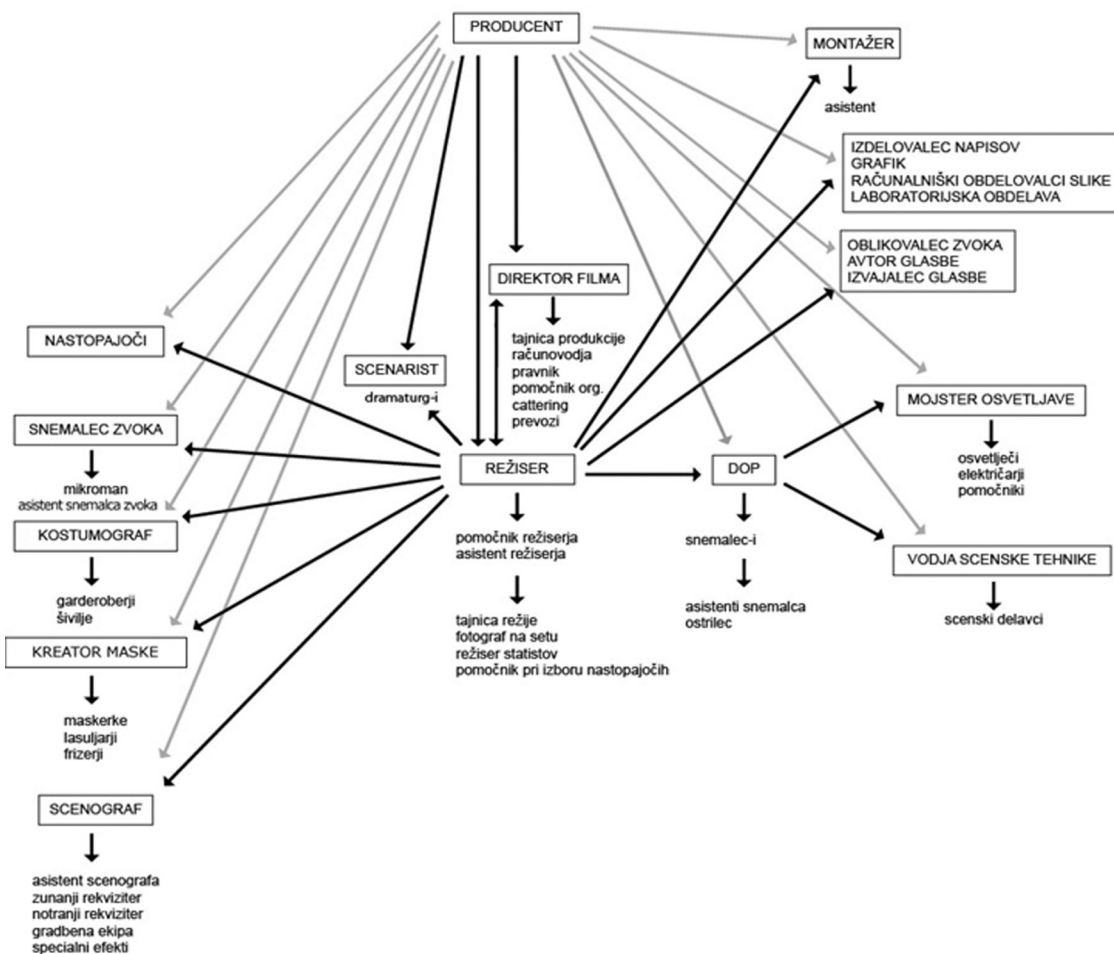 PRODUCENT
MONTAŽER
asistent
IZDELOVALEC NAPISOV
GRAFIK
RAČUNALNIŠKI OBDELOVALCI SLIKE
LABORATORIJSKA OBDELAVA
OBLIKOVALEC ZVOKA
AVTOR GLASBE
IZVAJALEC GLASBE
DIREKTOR FILMA
tajnica produkcije
računovodja
pravnik
pomočnik org.
cattering
prevozi
NASTOPAJOČI
SCENARIST
dramaturg-i
MOJSTER OSVETLJAVE
osvetlječi
električarji
pomočniki
SNEMALEC ZVOKA
mikroman
asistent snemalca zvoka
REŽISER
pomočnik režiserja
asistent režiserja
tajnica režije
fotograf na setu
režiser statistov
pomočnik pri izboru nastopajočih
DOP
snemalec-i
asistenti snemalca
ostrilec
VODJA SCENSKE TEHNIKE
scenski delavci
KOSTUMOGRAF
garderoberji
šivilje
KREATOR MASKE
maskerke
lasuljarji
frizerji
SCENOGRAF
asistent scenografa
zunanji rekviziter
notranji rekviziter
gradbena ekipa
specialni efekti